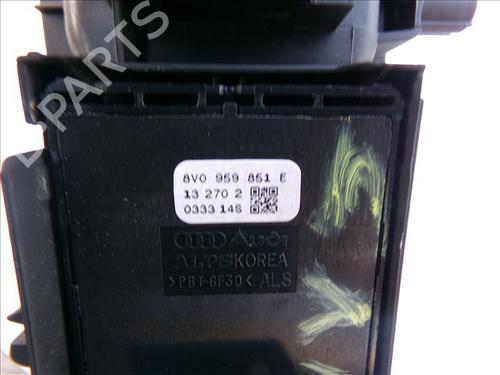 B-PARTS
8V0 959 851 E
13 270 2
0333 14S
Audi
ALPS KOREA
>PBT-GF30< ALS